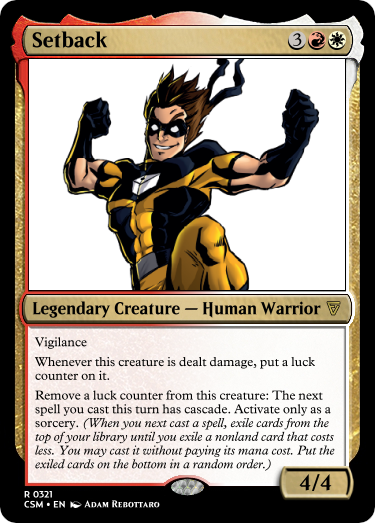 Setback 3
Legendary Creature — Human Warrior
Vigilance
Whenever this creature is dealt damage, put a luck
counter on it.
Remove a luck counter from this creature: The next
spell you cast this turn has cascade. Activate only as a
sorcery. (When you next cast a spell, exile cards from the
top of your library until you exile a nonland card that costs
less. You may cast it without paying its mana cost. Put the
exiled cards on the bottom in a random order.)
4/4
R 0321
CSM • EN Adam Rebottaro